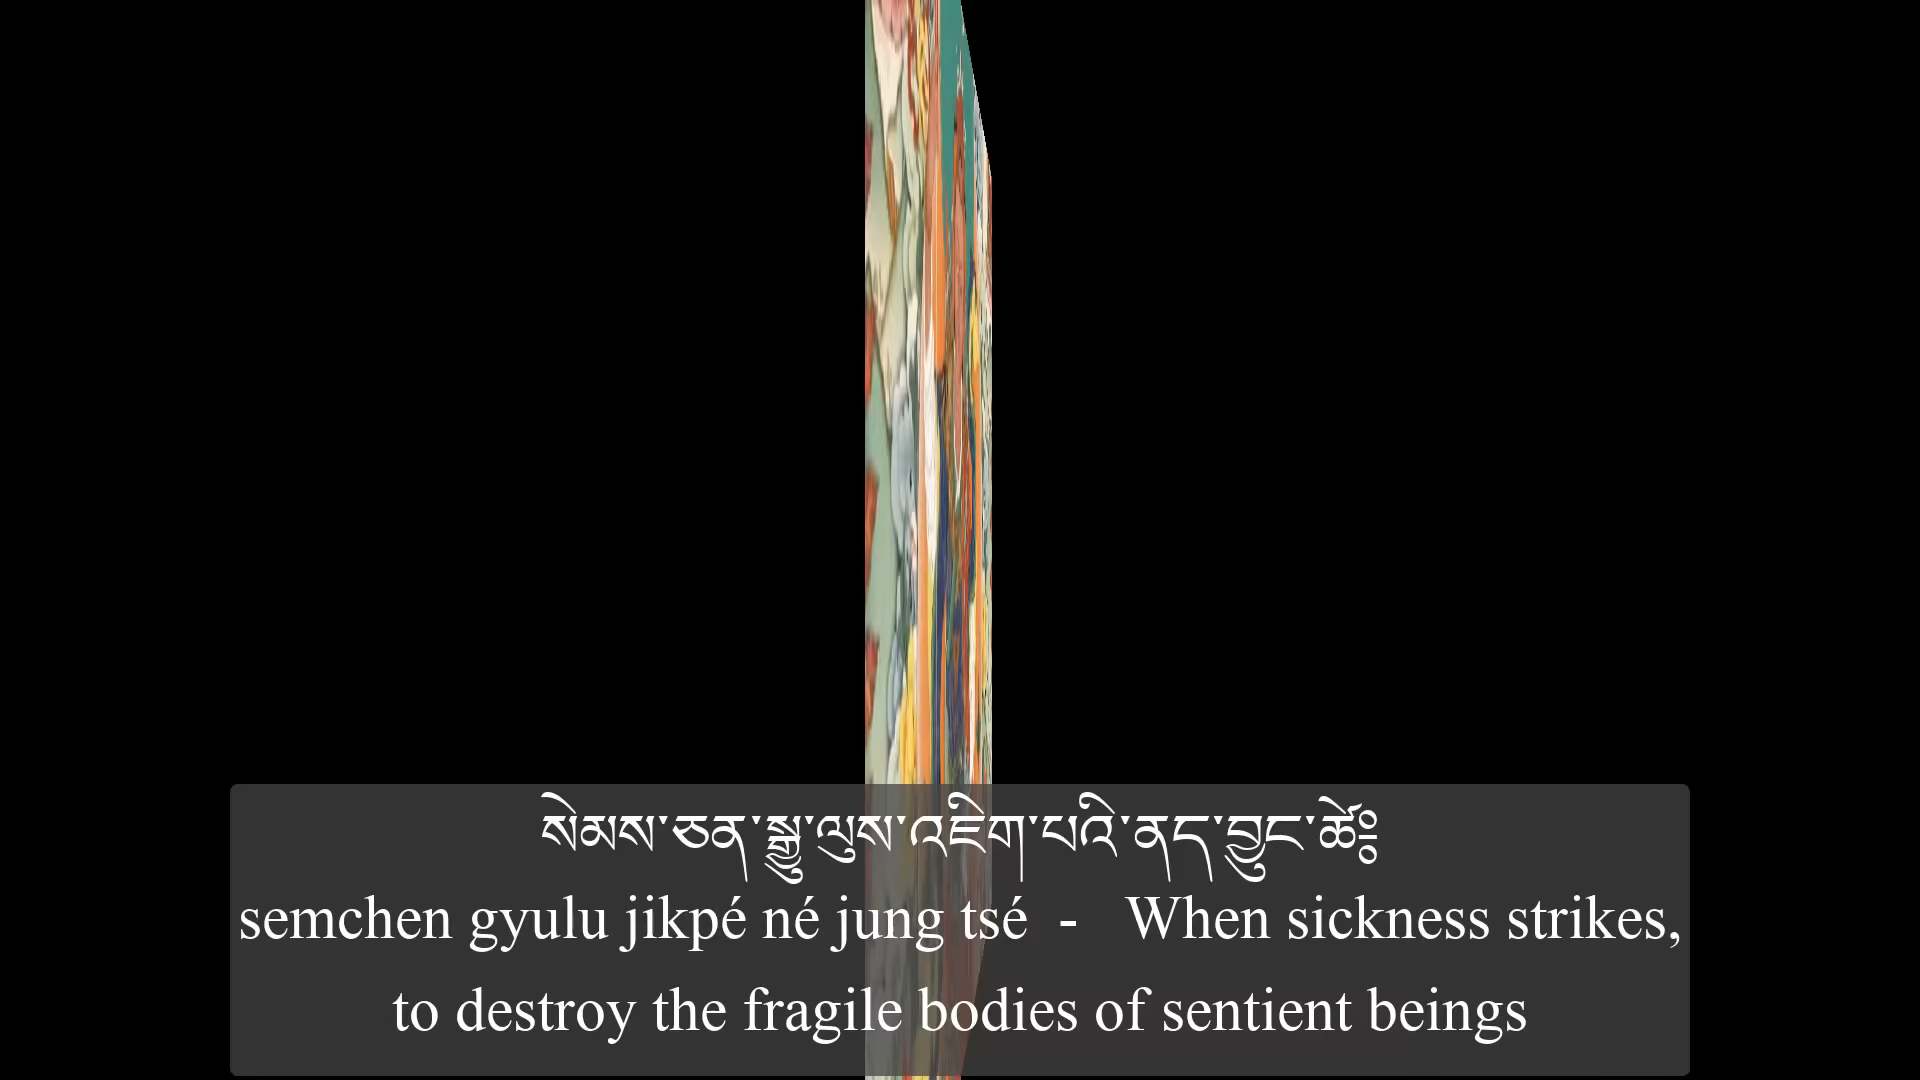 སེམས་ཅན་སྒྱུ་ལུས་འཇིག་པའི་ནད་བྱུང་ཚེ༔
semchen gyulu jikpé né jung tsé - When sickness strikes,
to destroy the fragile bodies of sentient beings